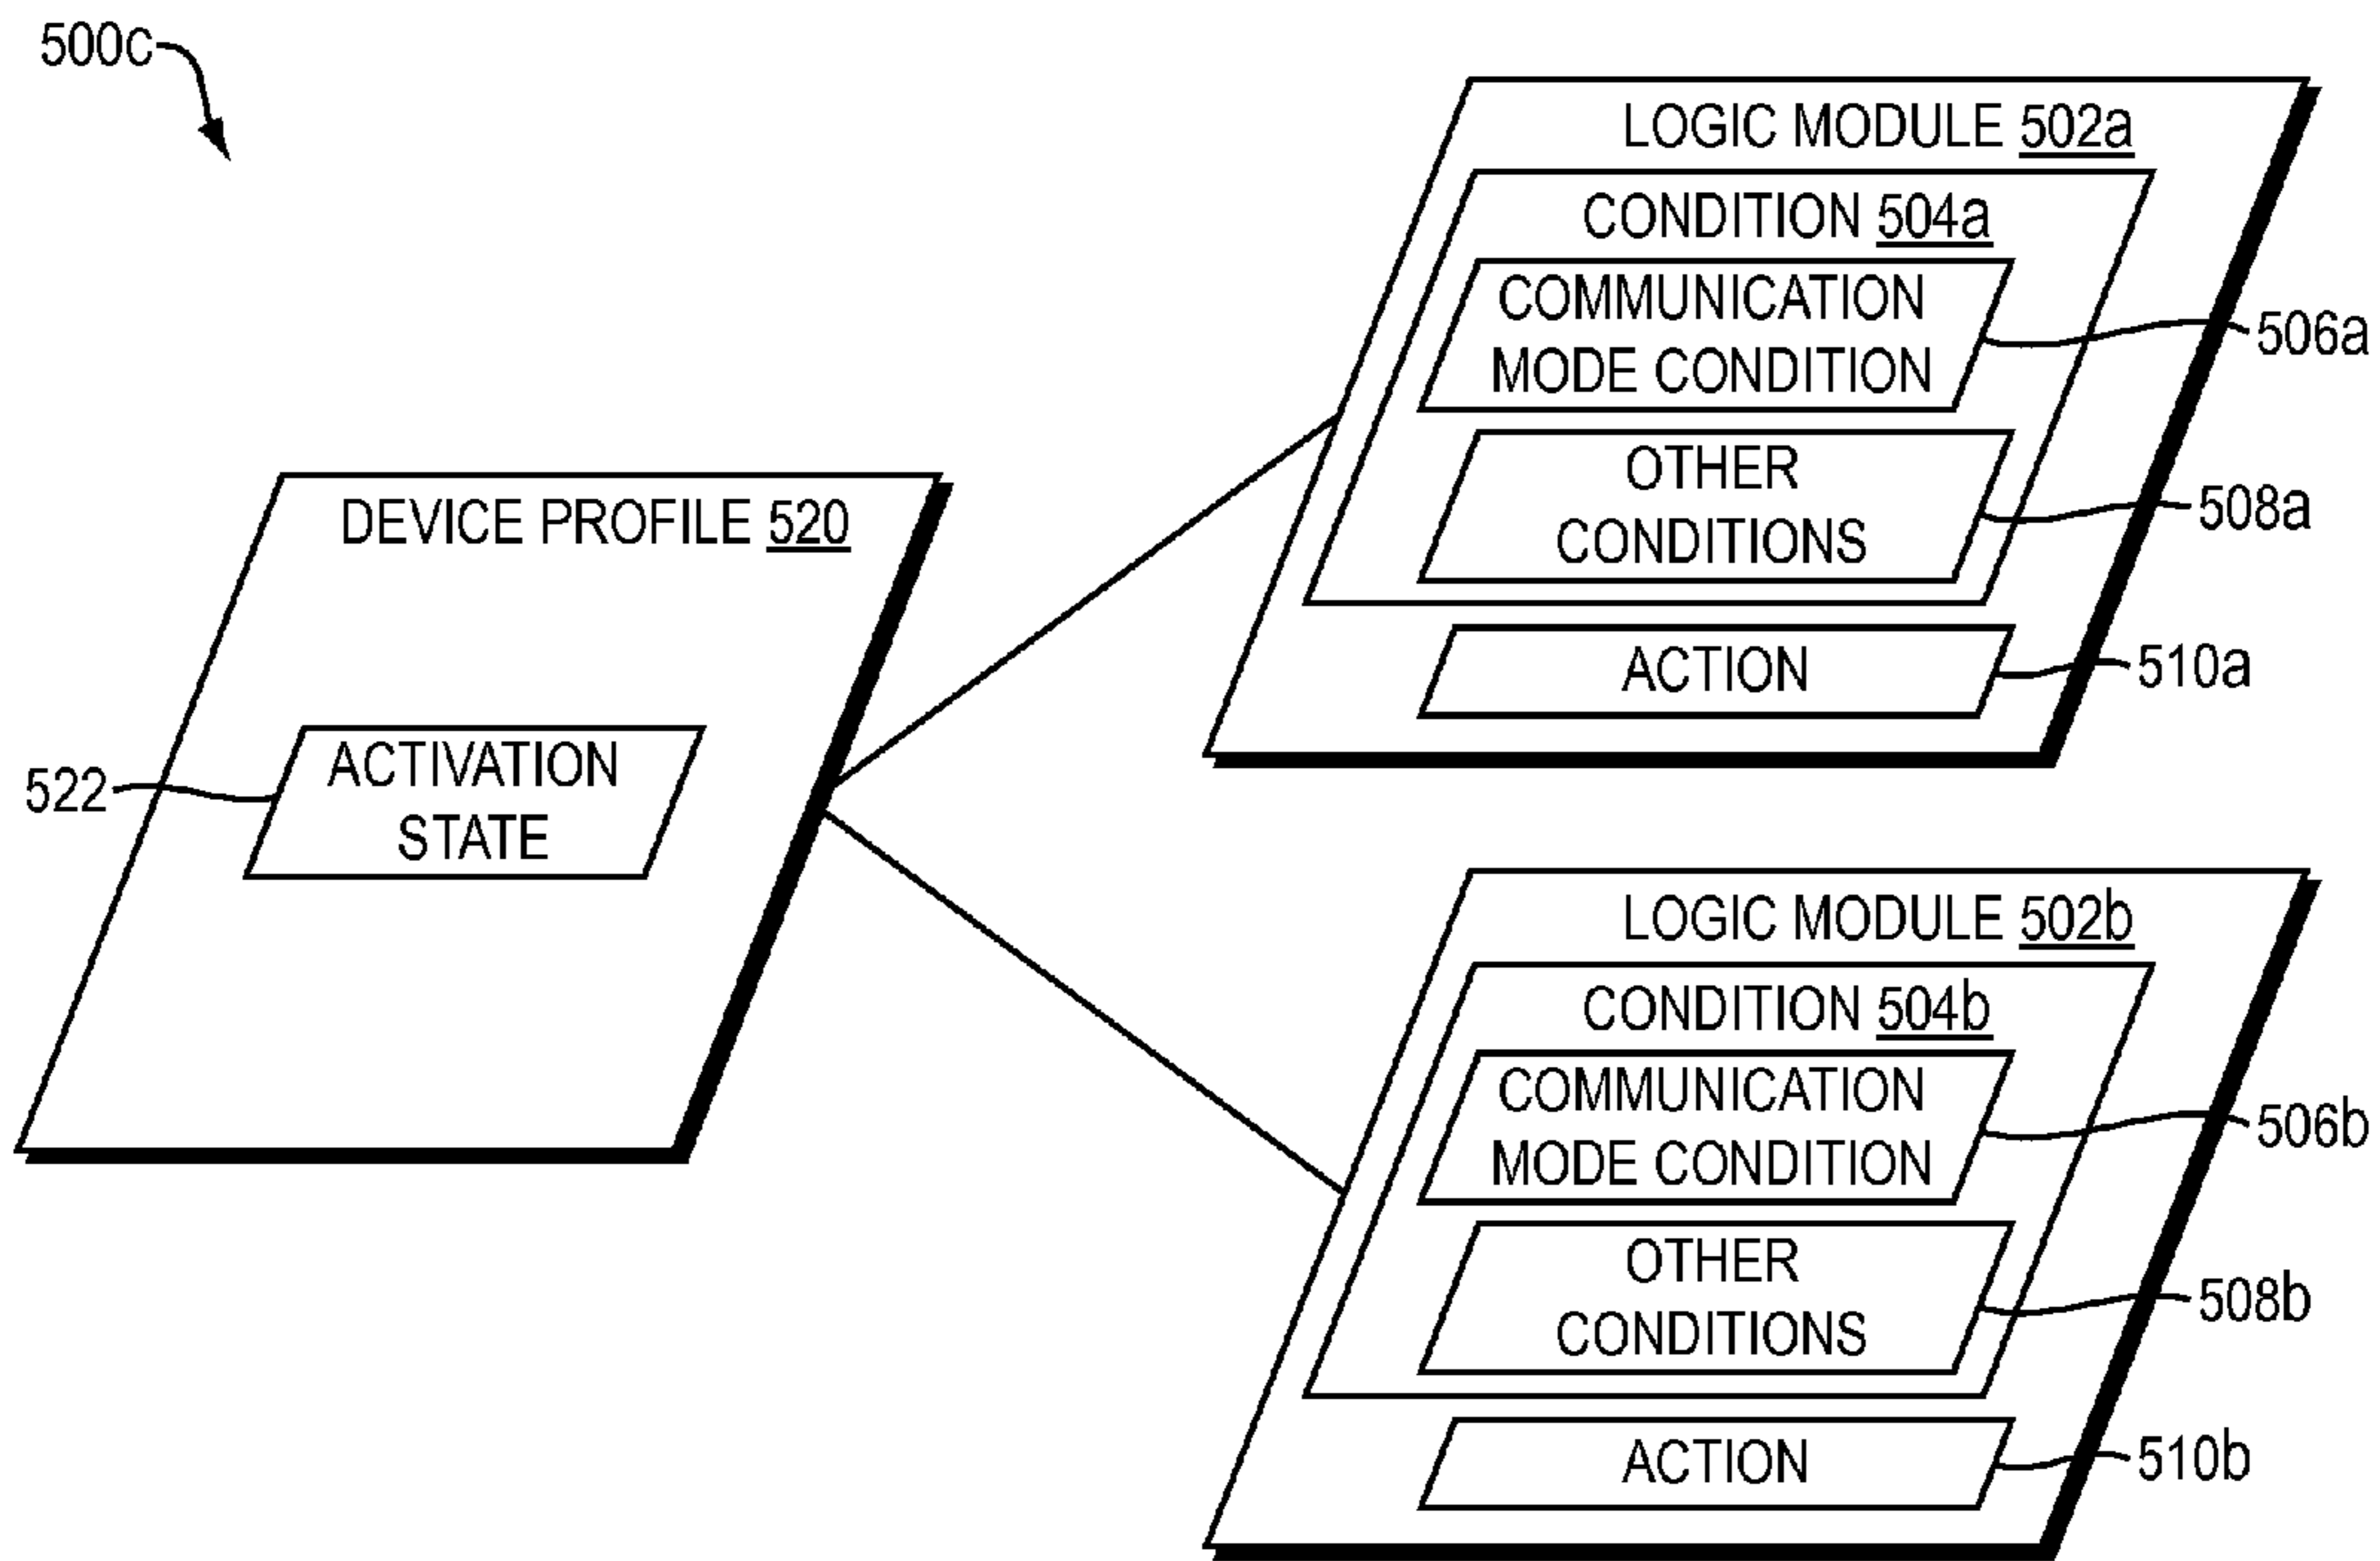 500c
LOGIC MODULE 502a
CONDITION 504a
COMMUNICATION
MODE CONDITION
506a
OTHER
CONDITIONS
508a
ACTION
510a
DEVICE PROFILE 520
ACTIVATION
STATE
522
LOGIC MODULE 502b
CONDITION 504b
COMMUNICATION
MODE CONDITION
506b
OTHER
CONDITIONS
508b
ACTION
510b